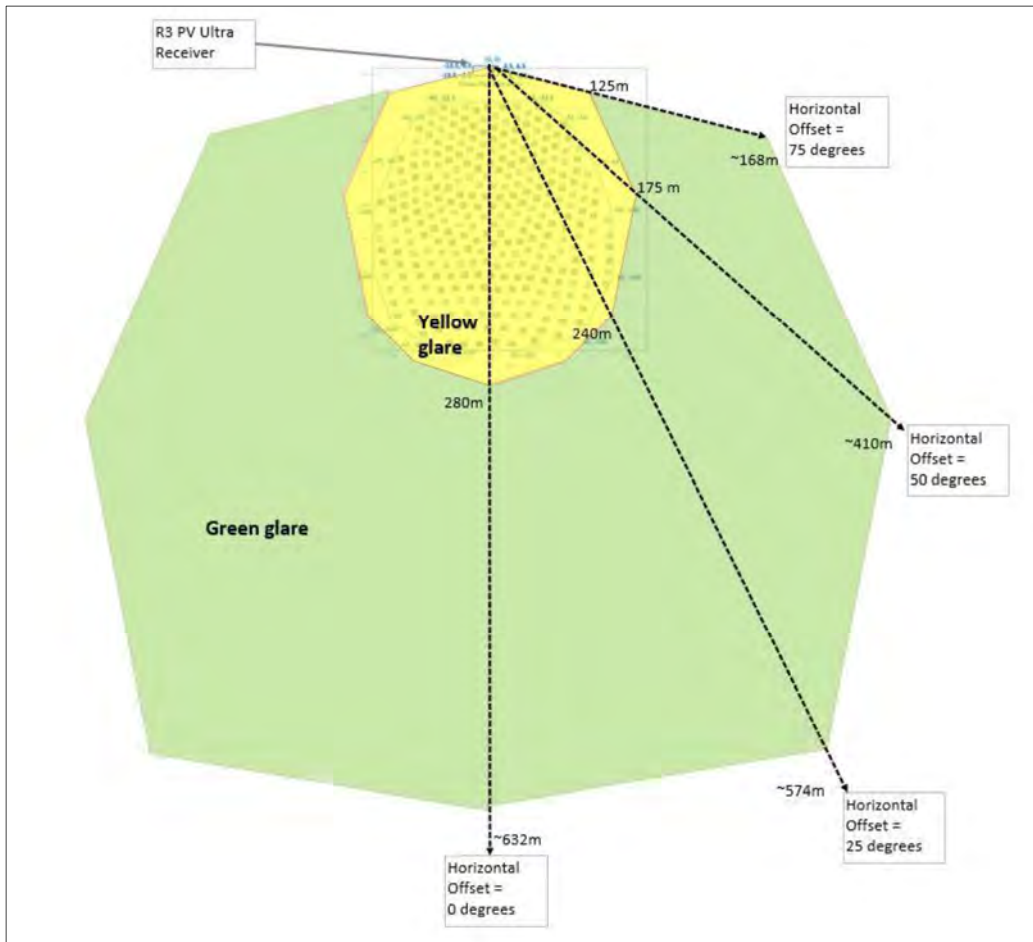 R3 PV Ultra
Receiver
125m
Horizontal
Offset =
75 degrees
~168m
175 m
Yellow
glare
240m
280m
~410m
Horizontal
Offset =
50 degrees
Green glare
~574m
Horizontal
Offset =
25 degrees
~632m
Horizontal
Offset =
0 degrees